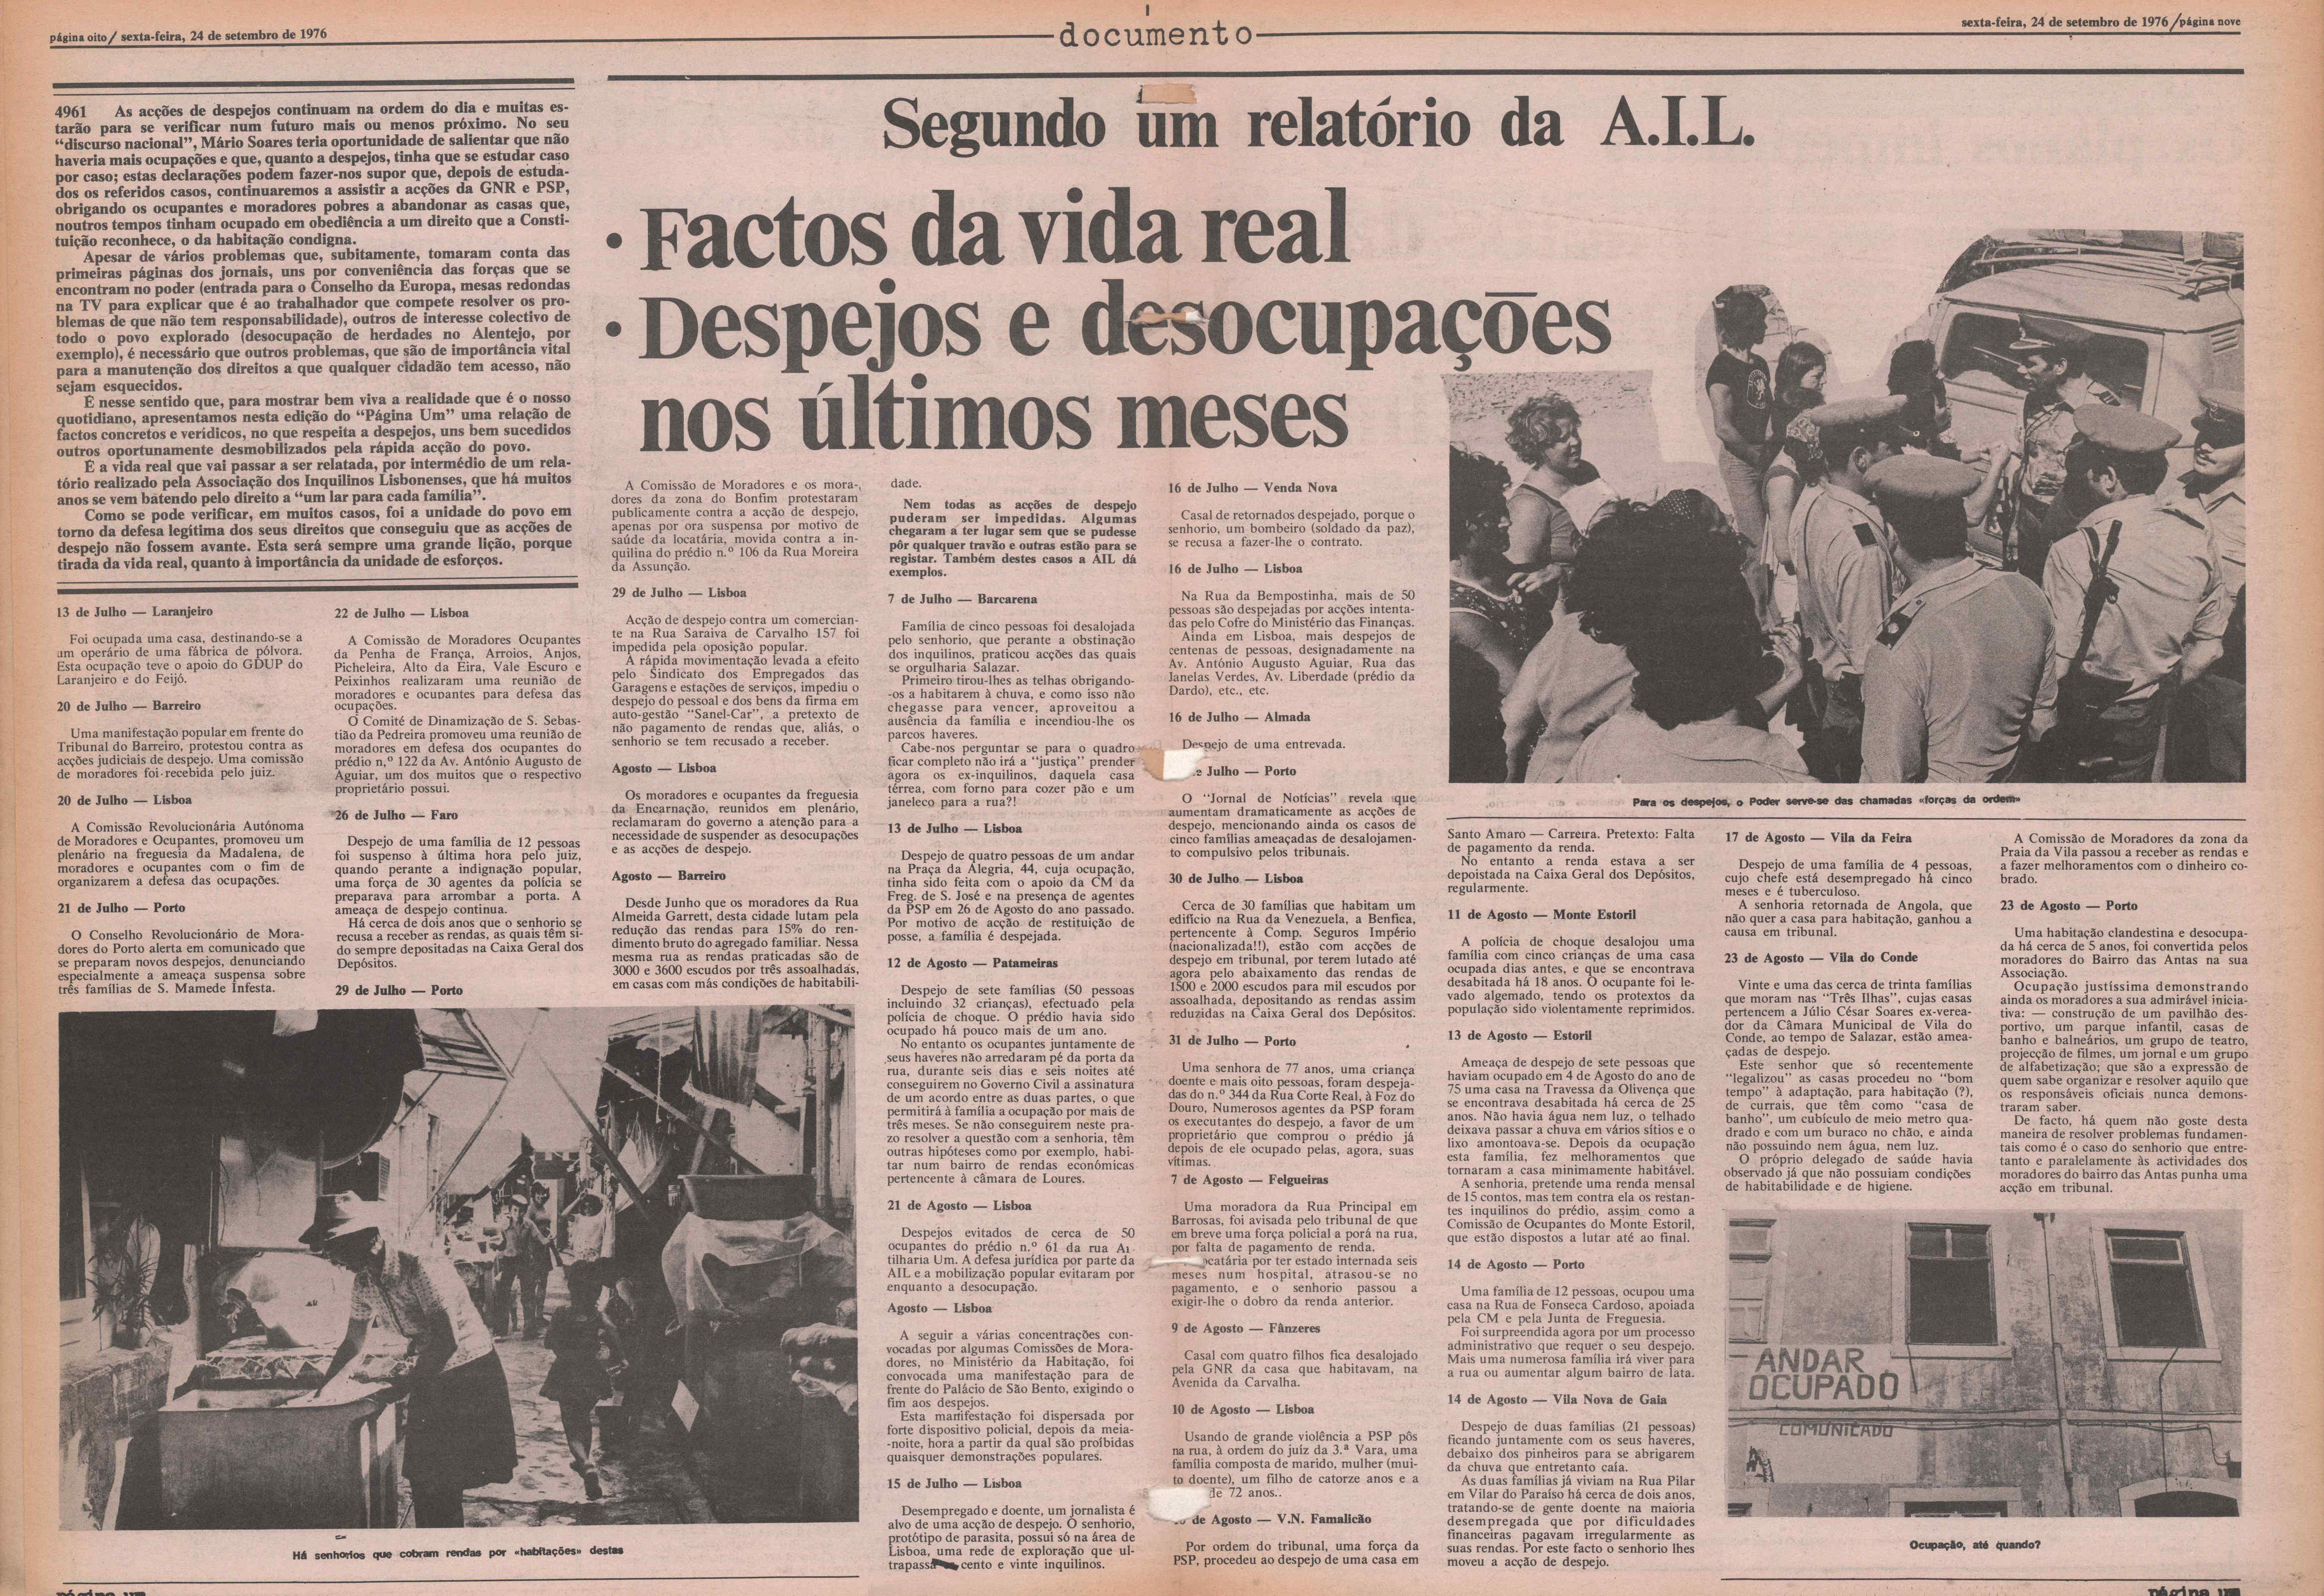 página oito / sexta-feira, 24 de setembro de 1976
documento
sexta-feira, 24 de setembro de 1976 / página nove
4961 As acções de despejos continuam na ordem do dia e muitas es-
tarão para se verificar num futuro mais ou menos próximo. No seu
“discurso nacional”, Mário Soares teria oportunidade de salientar que não
haveria mais ocupações e que, quanto a despejos, tinha que se estudar caso
por caso; estas declarações podem fazer-nos supor que, depois de estuda-
dos os referidos casos, continuaremos a assistir a acções da GNR e PSP,
obrigando os ocupantes e moradores pobres a abandonar as casas que,
noutros tempos tinham ocupado em obediência a um direito que a Consti-
tuição reconhece, o da habitação condigna.
Apesar de vários problemas que, subitamente, tomaram conta das
primeiras páginas dos jornais, uns por conveniência das forças que se
encontram no poder (entrada para o Conselho da Europa, mesas redondas
na TV para explicar que é ao trabalhador que compete resolver os pro-
blemas de que não tem responsabilidade), outros de interesse colectivo de
todo o povo explorado (desocupação de herdades no Alentejo, por
exemplo), é necessário que outros problemas, que são de importância vital
para a manutenção dos direitos a que qualquer cidadão tem acesso, não
sejam esquecidos.
É nesse sentido que, para mostrar bem viva a realidade que é o nosso
quotidiano, apresentamos nesta edição do “Página Um” uma relação de
factos concretos e verídicos, no que respeita a despejos, uns bem sucedidos
outros oportunamente desmobilizados pela rápida acção do povo.
É a vida real que vai passar a ser relatada, por intermédio de um rela-
tório realizado pela Associação dos Inquilinos Lisbonenses, que há muitos
anos se vem batendo pelo direito a “um lar para cada família”.
Como se pode verificar, em muitos casos, foi a unidade do povo em
torno da defesa legítima dos seus direitos que conseguiu que as acções de
despejo não fossem avante. Esta será sempre uma grande lição, porque
tirada da vida real, quanto à importância da unidade de esforços.
Segundo um relatório da A.I.L.
• Factos da vida real
• Despejos e desocupações
nos últimos meses
13 de Julho — Laranjeiro
Foi ocupada uma casa, destinando-se a
um operário de uma fábrica de pólvora.
Esta ocupação teve o apoio do GDUP do
Laranjeiro e do Feijó.
20 de Julho — Barreiro
Uma manifestação popular em frente do
Tribunal do Barreiro, protestou contra as
acções judiciais de despejo. Uma comissão
de moradores foi recebida pelo juiz.
20 de Julho — Lisboa
A Comissão Revolucionária Autónoma
de Moradores e Ocupantes, promoveu um
plenário na freguesia da Madalena, de
moradores e ocupantes com o fim de
organizarem a defesa das ocupações.
21 de Julho — Porto
O Conselho Revolucionário de Mora-
dores do Porto alerta em comunicado que
se preparam novos despejos, denunciando
especialmente a ameaça suspensa sobre
três famílias de S. Mamede Infesta.
22 de Julho — Lisboa
A Comissão de Moradores Ocupantes
da Penha de França, Arroios, Anjos,
Picheleira, Alto da Eira, Vale Escuro e
Peixinhos realizaram uma reunião de
moradores e ocupantes para defesa das
ocupações.
O Comité de Dinamização de S. Sebas-
tião da Pedreira promoveu uma reunião de
moradores em defesa dos ocupantes do
prédio n.º 122 da Av. António Augusto de
Aguiar, um dos muitos que o respectivo
proprietário possui.
26 de Julho — Faro
Despejo de uma família de 12 pessoas
foi suspenso à última hora pelo juiz,
quando perante a indignação popular,
uma força de 30 agentes da polícia se
preparava para arrombar a porta. A
ameaça de despejo continua.
Há cerca de dois anos que o senhorio se
recusa a receber as rendas, as quais têm si-
do sempre depositadas na Caixa Geral dos
Depósitos.
29 de Julho — Porto
A Comissão de Moradores e os mora-
dores da zona do Bonfim protestaram
publicamente contra a acção de despejo,
apenas por ora suspensa por motivo de
saúde da locatária, movida contra a in-
quilina do prédio n.º 106 da Rua Moreira
da Assunção.
29 de Julho — Lisboa
Acção de despejo contra um comercian-
te na Rua Saraiva de Carvalho 157 foi
impedida pela oposição popular.
A rápida movimentação levada a efeito
pelo Sindicato dos Empregados das
Garagens e estações de serviços, impediu o
despejo do pessoal e dos bens da firma em
auto-gestão “Sanel-Car”, a pretexto de
não pagamento de rendas que, aliás, o
senhorio se tem recusado a receber.
Agosto — Lisboa
Os moradores e ocupantes da freguesia
da Encarnação, reunidos em plenário,
reclamaram do governo a atenção para a
necessidade de suspender as desocupações
e as acções de despejo.
Agosto — Barreiro
Desde Junho que os moradores da Rua
Almeida Garrett, desta cidade lutam pela
redução das rendas para 15% do ren-
dimento bruto do agregado familiar. Nessa
mesma rua as rendas praticadas são de
3000 e 3600 escudos por três assoalhadas,
em casas com más condições de habitabili-
dade.
Nem todas as acções de despejo
puderam ser impedidas. Algumas
chegaram a ter lugar sem que se pudesse
pôr qualquer travão e outras estão para se
registar. Também destes casos a AIL dá
exemplos.
7 de Julho — Barcarena
Família de cinco pessoas foi desalojada
pelo senhorio, que perante a obstinação
dos inquilinos, praticou acções das quais
se orgulharia Salazar.
Primeiro tirou-lhes as telhas obrigando-
-os a habitarem à chuva, e como isso não
chegasse para vencer, aproveitou a
ausência da família e incendiou-lhe os
parcos haveres.
Cabe-nos perguntar se para o quadro
ficar completo não irá a “justiça” prender
agora os ex-inquilinos, daquela casa
térrea, com forno para cozer pão e um
janeleco para a rua?!
13 de Julho — Lisboa
Despejo de quatro pessoas de um andar
na Praça da Alegria, 44, cuja ocupação,
tinha sido feita com o apoio da CM da
Freg. de S. José e na presença de agentes
da PSP em 26 de Agosto do ano passado.
Por motivo de acção de restituição de
posse, a família é despejada.
12 de Agosto — Patameiras
Despejo de sete famílias (50 pessoas
incluindo 32 crianças), efectuado pela
polícia de choque. O prédio havia sido
ocupado há pouco mais de um ano.
No entanto os ocupantes juntamente de
seus haveres não arredaram pé da porta da
rua, durante seis dias e seis noites até
conseguirem no Governo Civil a assinatura
de um acordo entre as duas partes, o que
permitirá à família a ocupação por mais de
três meses. Se não conseguirem neste pra-
zo resolver a questão com a senhoria, têm
outras hipóteses como por exemplo, habi-
tar num bairro de rendas económicas
pertencente à câmara de Loures.
21 de Agosto — Lisboa
Despejos evitados de cerca de 50
ocupantes do prédio n.º 61 da rua Ar
tilharia Um. A defesa jurídica por parte da
AIL e a mobilização popular evitaram por
enquanto a desocupação.
Agosto — Lisboa
A seguir a várias concentrações con-
vocadas por algumas Comissões de Mora-
dores, no Ministério da Habitação, foi
convocada uma manifestação para de
frente do Palácio de São Bento, exigindo o
fim aos despejos.
Esta manifestação foi dispersada por
forte dispositivo policial, depois da meia-
-noite, hora a partir da qual são proíbidas
quaisquer demonstrações populares.
15 de Julho — Lisboa
Desempregado e doente, um jornalista é
alvo de uma acção de despejo. O senhorio,
protótipo de parasita, possui só na área de
Lisboa, uma rede de exploração que ul-
trapassa cento e vinte inquilinos.
16 de Julho — Venda Nova
Casal de retornados despejado, porque o
senhorio, um bombeiro (soldado da paz),
se recusa a fazer-lhe o contrato.
16 de Julho — Lisboa
Na Rua da Bempostinha, mais de 50
pessoas são despejadas por acções intenta-
das pelo Cofre do Ministério das Finanças.
Ainda em Lisboa, mais despejos de
centenas de pessoas, designadamente na
Av. António Augusto Aguiar, Rua das
Janelas Verdes, Av. Liberdade (prédio da
Dardo), etc., etc.
16 de Julho — Almada
Despejo de uma entrevada.
Julho — Porto
O “Jornal de Notícias” revela que
aumentam dramaticamente as acções de
despejo, mencionando ainda os casos de
cinco famílias ameaçadas de desalojamen-
to compulsivo pelos tribunais.
30 de Julho — Lisboa
Cerca de 30 famílias que habitam um
edifício na Rua da Venezuela, a Benfica,
pertencente à Comp. Seguros Império
(nacionalizada!!), estão com acções de
despejo em tribunal, por terem lutado até
agora pelo abaixamento das rendas de
1500 e 2000 escudos para mil escudos por
assoalhada, depositando as rendas assim
reduzidas na Caixa Geral dos Depósitos.
31 de Julho — Porto
Uma senhora de 77 anos, uma criança
doente e mais oito pessoas, foram despeja-
das do n.º 344 da Rua Corte Real, à Foz do
Douro, Numerosos agentes da PSP foram
os executantes do despejo, a favor de um
proprietário que comprou o prédio já
depois de ele ocupado pelas, agora, suas
vítimas.
7 de Agosto — Felgueiras
Uma moradora da Rua Principal em
Barrosas, foi avisada pelo tribunal de que
em breve uma força policial a porá na rua,
por falta de pagamento de renda.
ocatária por ter estado internada seis
meses num hospital, atrasou-se no
pagamento, e o senhorio passou a
exigir-lhe o dobro da renda anterior.
9 de Agosto — Fânzeres
Casal com quatro filhos fica desalojado
pela GNR da casa que habitavam, na
Avenida da Carvalha.
10 de Agosto — Lisboa
Usando de grande violência a PSP pôs
na rua, à ordem do juíz da 3.ª Vara, uma
família composta de marido, mulher (mui-
to doente), um filho de catorze anos e a
de 72 anos..
de Agosto — V.N. Famalicão
Por ordem do tribunal, uma força da
PSP, procedeu ao despejo de uma casa em
Para os despejos, o Poder serve-se das chamadas «forças da ordem»
Santo Amaro — Carreira. Pretexto: Falta
de pagamento da renda.
No entanto a renda estava a ser
depoistada na Caixa Geral dos Depósitos,
regularmente.
11 de Agosto — Monte Estoril
A polícia de choque desalojou uma
família com cinco crianças de uma casa
ocupada dias antes, e que se encontrava
desabitada há 18 anos. O ocupante foi le-
vado algemado, tendo os protextos da
população sido violentamente reprimidos.
13 de Agosto — Estoril
Ameaça de despejo de sete pessoas que
haviam ocupado em 4 de Agosto do ano de
75 uma casa na Travessa da Olivença que
se encontrava desabitada há cerca de 25
anos. Não havia água nem luz, o telhado
deixava passar a chuva em vários sítios e o
lixo amontoava-se. Depois da ocupação
esta família, fez melhoramentos que
tornaram a casa minimamente habitável.
A senhoria, pretende uma renda mensal
de 15 contos, mas tem contra ela os restan-
tes inquilinos do prédio, assim como a
Comissão de Ocupantes do Monte Estoril,
que estão dispostos a lutar até ao final.
14 de Agosto — Porto
Uma família de 12 pessoas, ocupou uma
casa na Rua de Fonseca Cardoso, apoiada
pela CM e pela Junta de Freguesia.
Foi surpreendida agora por um processo
administrativo que requer o seu despejo.
Mais uma numerosa família irá viver para
a rua ou aumentar algum bairro de lata.
14 de Agosto — Vila Nova de Gaia
Despejo de duas famílias (21 pessoas)
ficando juntamente com os seus haveres,
debaixo dos pinheiros para se abrigarem
da chuva que entretanto caía.
As duas famílias já viviam na Rua Pilar
em Vilar do Paraíso há cerca de dois anos,
tratando-se de gente doente na maioria
desempregada que por dificuldades
financeiras pagavam irregularmente as
suas rendas. Por este facto o senhorio lhes
moveu a acção de despejo.
17 de Agosto — Vila da Feira
Despejo de uma família de 4 pessoas,
cujo chefe está desempregado há cinco
meses e é tuberculoso.
A senhoria retornada de Angola, que
não quer a casa para habitação, ganhou a
causa em tribunal.
23 de Agosto — Vila do Conde
Vinte e uma das cerca de trinta famílias
que moram nas “Três Ilhas”, cujas casas
pertencem a Júlio César Soares ex-verea-
dor da Câmara Municipal de Vila do
Conde, ao tempo de Salazar, estão amea-
çadas de despejo.
Este senhor que só recentemente
“legalizou” as casas procedeu no “bom
tempo” à adaptação, para habitação (?),
de currais, que têm como “casa de
banho”, um cubículo de meio metro qua-
drado e com um buraco no chão, e ainda
não possuindo nem água, nem luz.
O próprio delegado de saúde havia
observado já que não possuiam condições
de habitabilidade e de higiene.
A Comissão de Moradores da zona da
Praia da Vila passou a receber as rendas e
a fazer melhoramentos com o dinheiro co-
brado.
23 de Agosto — Porto
Uma habitação clandestina e desocupa-
da há cerca de 5 anos, foi convertida pelos
moradores do Bairro das Antas na sua
Associação.
Ocupação justíssima demonstrando
ainda os moradores a sua admirável inicia-
tiva: — construção de um pavilhão des-
portivo, um parque infantil, casas de
banho e balneários, um grupo de teatro,
projecção de filmes, um jornal e um grupo
de alfabetização; que são a expressão de
quem sabe organizar e resolver aquilo que
os responsáveis oficiais nunca demons-
traram saber.
De facto, há quem não goste desta
maneira de resolver problemas fundamen-
tais como é o caso do senhorio que entre-
tanto e paralelamente às actividades dos
moradores do bairro das Antas punha uma
acção em tribunal.
ANDAR
OCUPADO
COMUNICADO
Há senhorios que cobram rendas por «habitações» destas
Ocupação, até quando?
página um
página um